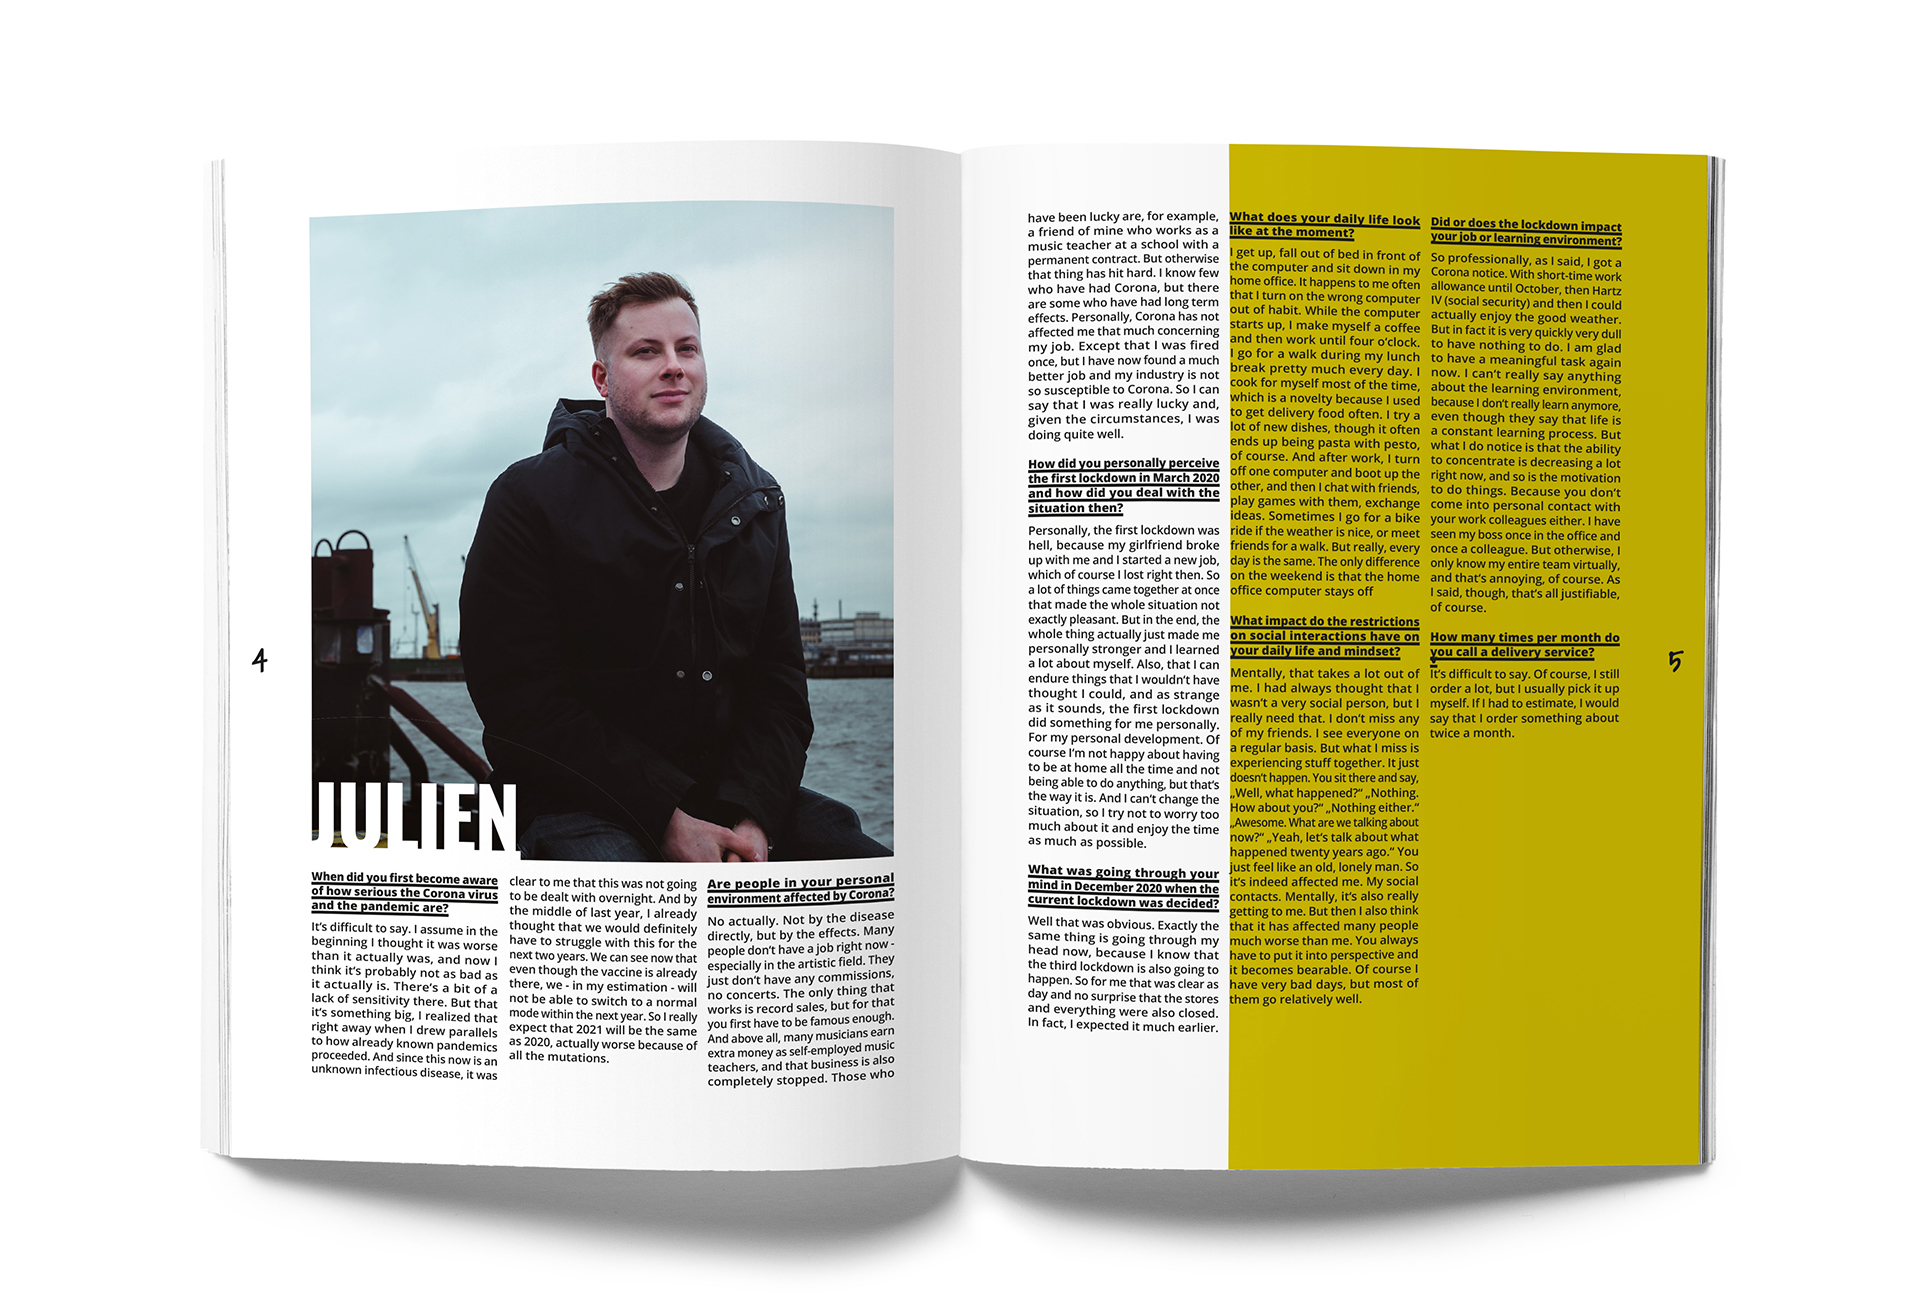 4
JULIEN
When did you first become aware
of how serious the Corona virus
and the pandemic are?
It's difficult to say. I assume in the
beginning I thought it was worse
than it actually was, and now I
think it's probably not as bad as
it actually is. There's a bit of a
lack of sensitivity there. But that
it's something big, I realized that
right away when I drew parallels
to how already known pandemics
proceeded. And since this now is an
unknown infectious disease, it was
clear to me that this was not going
to be dealt with overnight. And by
the middle of last year, I already
thought that we would definitely
have to struggle with this for the
next two years. We can see now that
even though the vaccine is already
there, we - in my estimation - will
not be able to switch to a normal
mode within the next year. So I really
expect that 2021 will be the same
as 2020, actually worse because of
all the mutations.
Are people in your personal
environment affected by Corona?
No actually. Not by the disease
directly, but by the effects. Many
people don't have a job right now -
especially in the artistic field. They
just don't have any commissions,
no concerts. The only thing that
works is record sales, but for that
you first have to be famous enough.
And above all, many musicians earn
extra money as self-employed music
teachers, and that business is also
completely stopped. Those who
have been lucky are, for example,
a friend of mine who works as a
music teacher at a school with a
permanent contract. But otherwise
that thing has hit hard. I know few
who have had Corona, but there
are some who have had long term
effects. Personally, Corona has not
affected me that much concerning
my job. Except that I was fired
once, but I have now found a much
better job and my industry is not
so susceptible to Corona. So I can
say that I was really lucky and,
given the circumstances, I was
doing quite well.
How did you personally perceive
the first lockdown in March 2020
and how did you deal with the
situation then?
Personally, the first lockdown was
hell, because my girlfriend broke
up with me and I started a new job,
which of course I lost right then. So
a lot of things came together at once
that made the whole situation not
exactly pleasant. But in the end, the
whole thing actually just made me
personally stronger and I learned
a lot about myself. Also, that I can
endure things that I wouldn't have
thought I could, and as strange
as it sounds, the first lockdown
did something for me personally.
For my personal development. Of
course I'm not happy about having
to be at home all the time and not
being able to do anything, but that's
the way it is. And I can't change the
situation, so I try not to worry too
much about it and enjoy the time
as much as possible.
What was going through your
mind in December 2020 when the
current lockdown was decided?
Well that was obvious. Exactly the
same thing is going through my
head now, because I know that
the third lockdown is also going to
happen. So for me that was clear as
day and no surprise that the stores
and everything were also closed.
In fact, I expected it much earlier.
What does your daily life look
like at the moment?
I get up, fall out of bed in front of
the computer and sit down in my
home office. It happens to me often
that I turn on the wrong computer
out of habit. While the computer
starts up, I make myself a coffee
and then work until four o'clock.
I go for a walk during my lunch
break pretty much every day. I
cook for myself most of the time,
which is a novelty because I used
to get delivery food often. I try a
lot of new dishes, though it often
ends up being pasta with pesto,
of course. And after work, I turn
off one computer and boot up the
other, and then I chat with friends,
play games with them, exchange
ideas. Sometimes I go for a bike
ride if the weather is nice, or meet
friends for a walk. But really, every
day is the same. The only difference
on the weekend is that the home
office computer stays off
What impact do the restrictions
on social interactions have on
your daily life and mindset?
Mentally, that takes a lot out of
me. I had always thought that I
wasn't a very social person, but I
really need that. I don't miss any
of my friends. I see everyone on
a regular basis. But what I miss is
experiencing stuff together. It just
doesn't happen. You sit there and say,
„Well, what happened?“ „Nothing.
How about you?“ „Nothing either.“
„Awesome. What are we talking about
now?“ „Yeah, let's talk about what
happened twenty years ago.“ You
just feel like an old, lonely man. So
it's indeed affected me. My social
contacts. Mentally, it's also really
getting to me. But then I also think
that it has affected many people
much worse than me. You always
have to put it into perspective and
it becomes bearable. Of course I
have very bad days, but most of
them go relatively well.
Did or does the lockdown impact
your job or learning environment?
So professionally, as I said, I got a
Corona notice. With short-time work
allowance until October, then Hartz
IV (social security) and then I could
actually enjoy the good weather.
But in fact it is very quickly very dull
to have nothing to do. I am glad
to have a meaningful task again
now. I can't really say anything
about the learning environment,
because I don't really learn anymore,
even though they say that life is
a constant learning process. But
what I do notice is that the ability
to concentrate is decreasing a lot
right now, and so is the motivation
to do things. Because you don't
come into personal contact with
your work colleagues either. I have
seen my boss once in the office and
once a colleague. But otherwise, I
only know my entire team virtually,
and that's annoying, of course. As
I said, though, that's all justifiable,
of course.
How many times per month do
you call a delivery service?
It's difficult to say. Of course, I still
order a lot, but I usually pick it up
myself. If I had to estimate, I would
say that I order something about
twice a month.
5